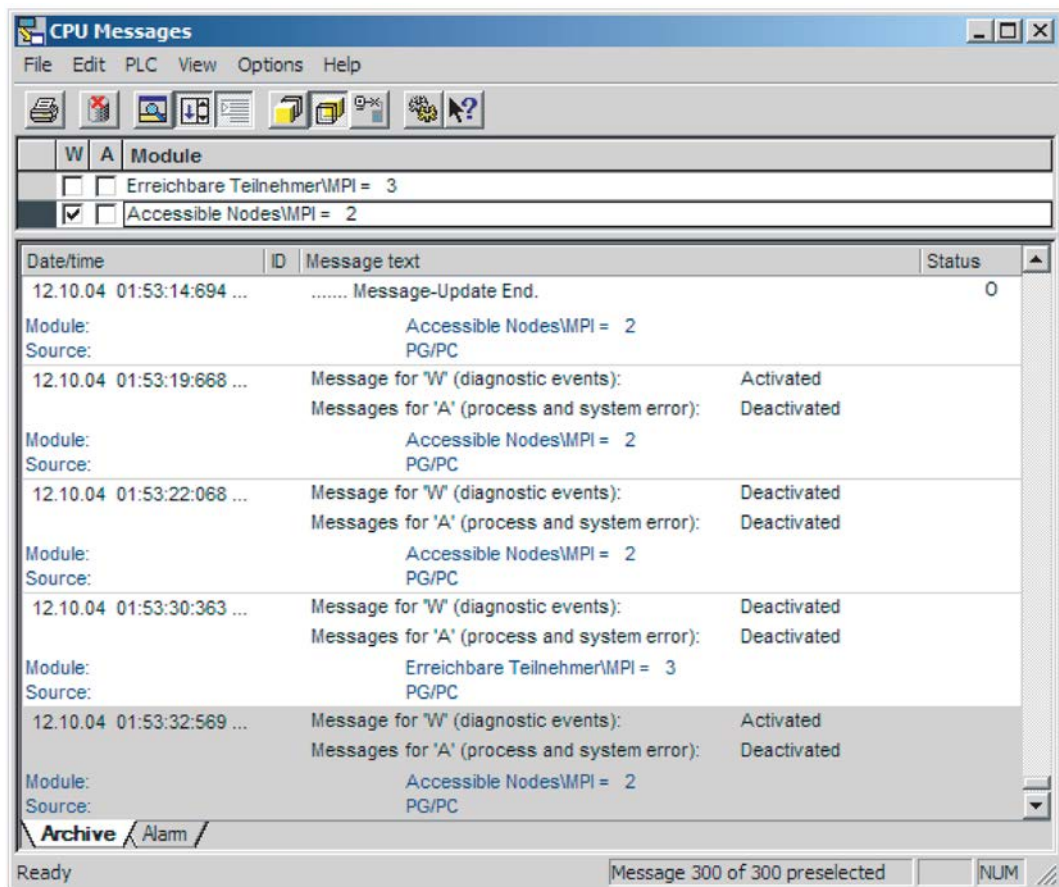 CPU Messages
File Edit PLC View Options Help
W A Module
Erreichbare Teilnehmer\MPI = 3
Accessible Nodes\MPI = 2
Date/time ID Message text Status
12.10.04 01:53:14:694 ... ....... Message-Update End. O
Module: Accessible Nodes\MPI = 2
Source: PG/PC
12.10.04 01:53:19:668 ... Message for 'W' (diagnostic events): Activated
Messages for 'A' (process and system error): Deactivated
Module: Accessible Nodes\MPI = 2
Source: PG/PC
12.10.04 01:53:22:068 ... Message for 'W' (diagnostic events): Deactivated
Messages for 'A' (process and system error): Deactivated
Module: Accessible Nodes\MPI = 2
Source: PG/PC
12.10.04 01:53:30:363 ... Message for 'W' (diagnostic events): Deactivated
Messages for 'A' (process and system error): Deactivated
Module: Erreichbare Teilnehmer\MPI = 3
Source: PG/PC
12.10.04 01:53:32:569 ... Message for 'W' (diagnostic events): Activated
Messages for 'A' (process and system error): Deactivated
Module: Accessible Nodes\MPI = 2
Source: PG/PC
Archive Alarm
Ready Message 300 of 300 preselected NUM